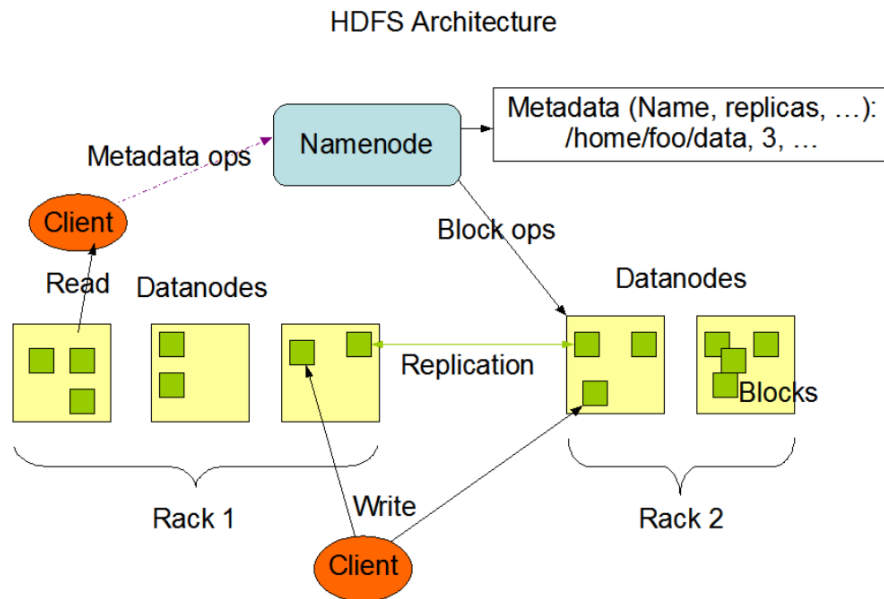 HDFS Architecture
Metadata (Name, replicas, …):
/home/foo/data, 3, …
Namenode
Metadata ops
Client
Block ops
Read
Datanodes
Datanodes
Replication
Blocks
Rack 1
Write
Rack 2
Client